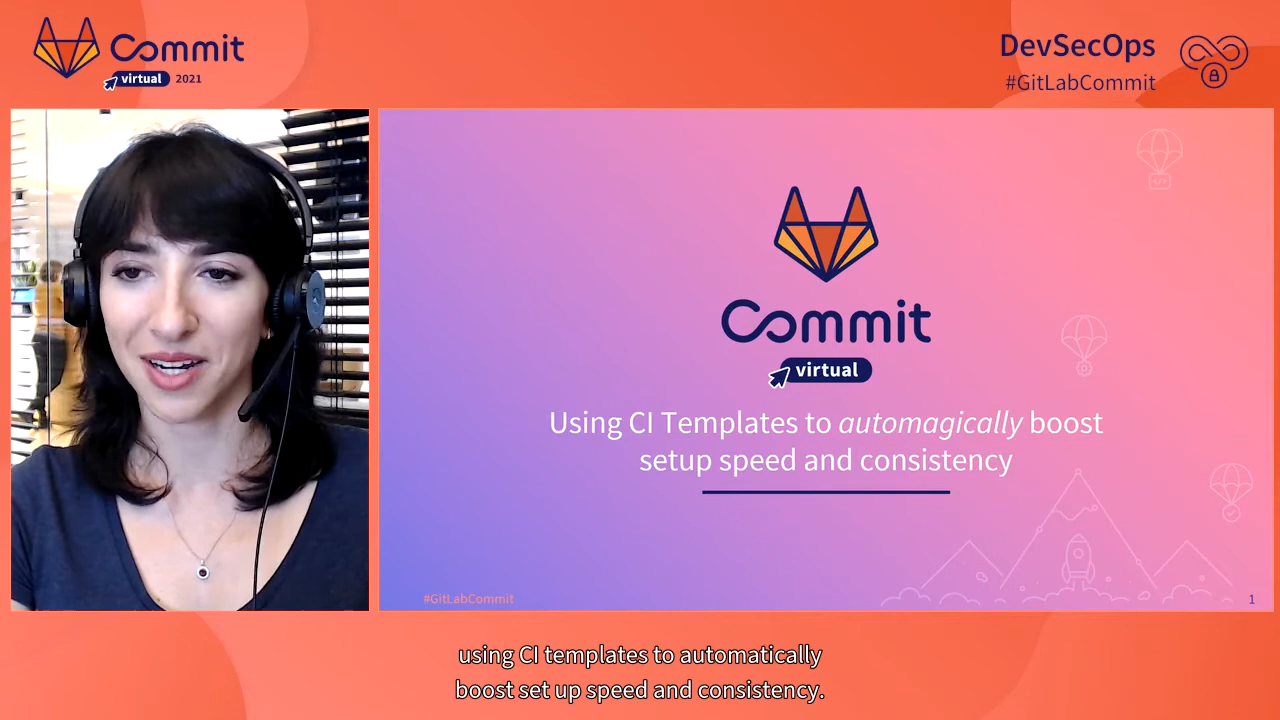 Commit
virtual 2021
DevSecOps
#GitLabCommit
Commit
virtual
Using CI Templates to automagically boost
setup speed and consistency
#GitLabCommit
1
using CI templates to automatically
boost set up speed and consistency.